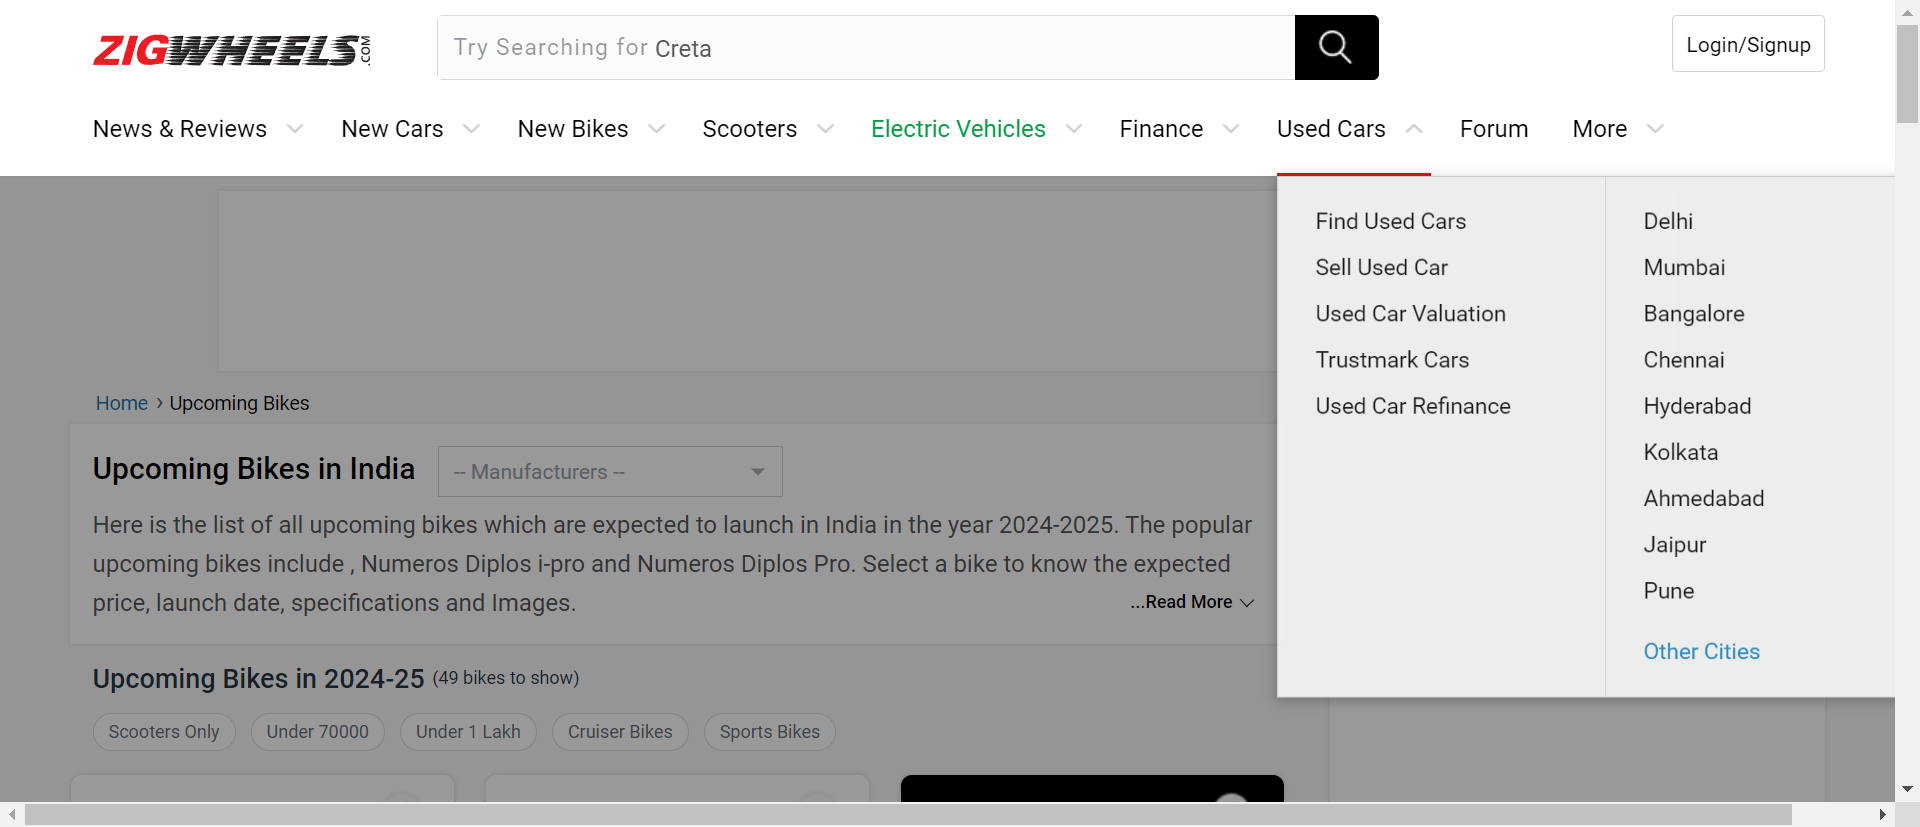 ZIGWHEELS.COM
Try Searching for Creta
Login/Signup
News & Reviews
New Cars
New Bikes
Scooters
Electric Vehicles
Finance
Used Cars
Forum
More
Find Used Cars
Sell Used Car
Used Car Valuation
Trustmark Cars
Used Car Refinance
Delhi
Mumbai
Bangalore
Chennai
Hyderabad
Kolkata
Ahmedabad
Jaipur
Pune
Other Cities
Home › Upcoming Bikes
Upcoming Bikes in India
-- Manufacturers --
Here is the list of all upcoming bikes which are expected to launch in India in the year 2024-2025. The popular
upcoming bikes include , Numeros Diplos i-pro and Numeros Diplos Pro. Select a bike to know the expected
price, launch date, specifications and Images.
...Read More
Upcoming Bikes in 2024-25 (49 bikes to show)
Scooters Only
Under 70000
Under 1 Lakh
Cruiser Bikes
Sports Bikes